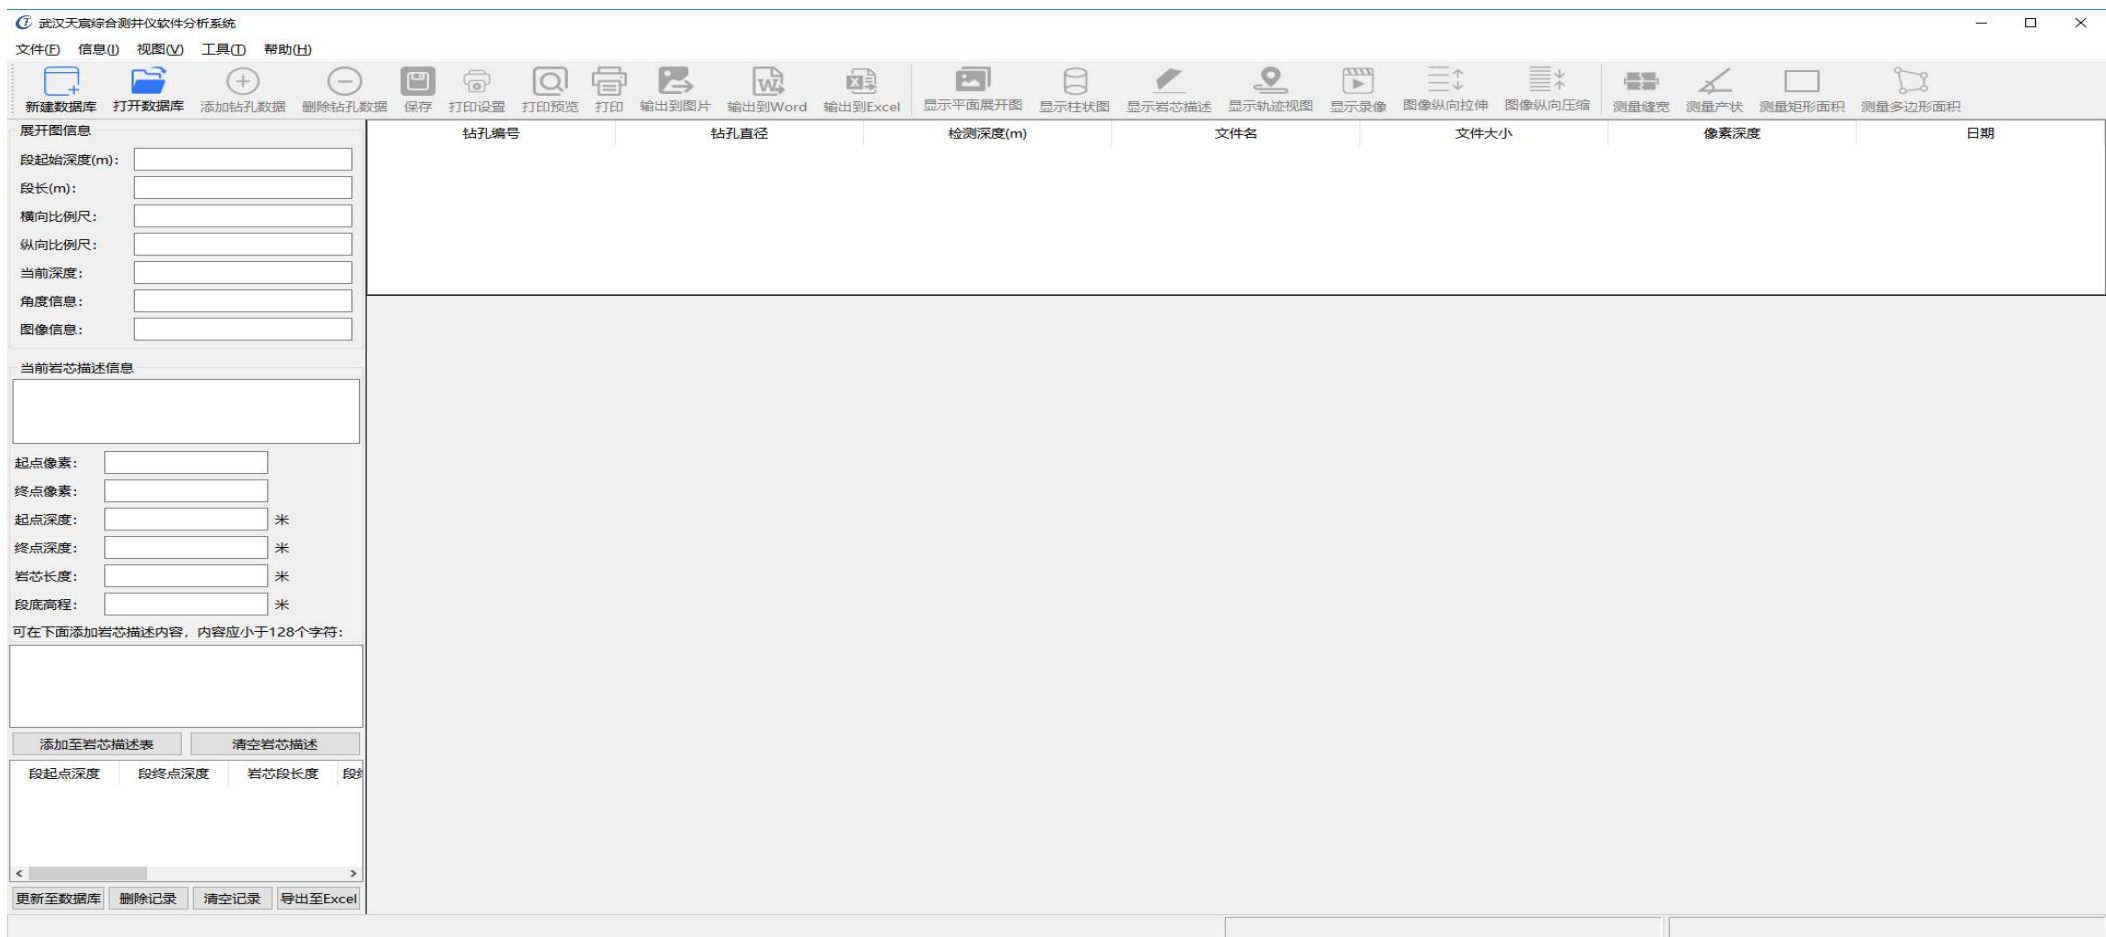 武汉天宸综合测井仪软件分析系统
文件(F) 信息(I) 视图(V) 工具(T) 帮助(H)
新建数据库 打开数据库 添加钻孔数据 删除钻孔数据 保存 打印设置 打印预览 打印 输出到图片 输出到Word 输出到Excel 显示平面展开图 显示柱状图 显示岩芯描述 显示轨迹视图 显示录像 图像纵向拉伸 图像纵向压缩 测量缝宽 测量产状 测量矩形面积 测量多边形面积
展开图信息
钻孔编号 钻孔直径 检测深度(m) 文件名 文件大小 像素深度 日期
段起始深度(m):
段长(m):
横向比例尺:
纵向比例尺:
当前深度:
角度信息:
图像信息:
当前岩芯描述信息
起点像素:
终点像素:
起点深度: 米
终点深度: 米
岩芯长度: 米
段底高程: 米
可在下面添加岩芯描述内容，内容应小于128个字符:
添加至岩芯描述表 清空岩芯描述
段起点深度 段终点深度 岩芯段长度
更新至数据库 删除记录 清空记录 导出至Excel